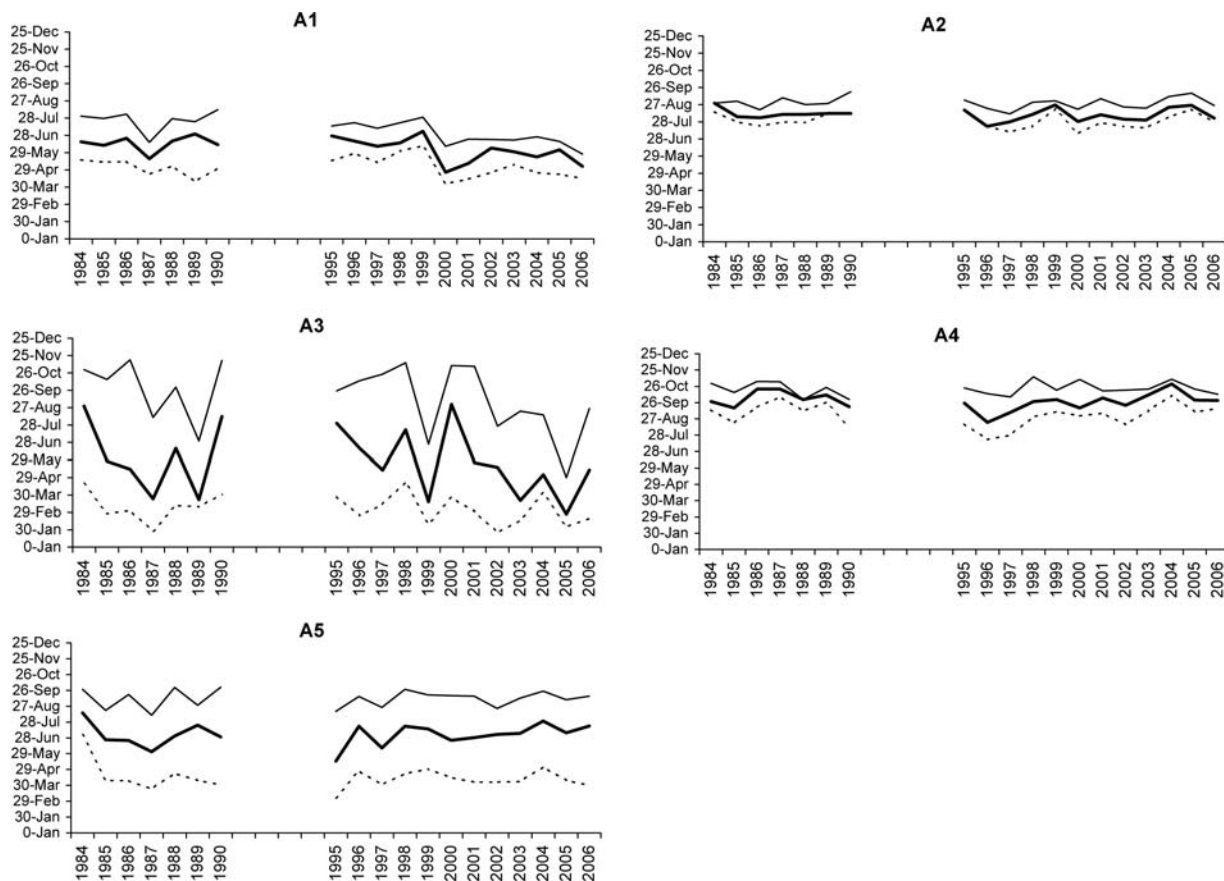 A1
25-Dec
25-Nov
26-Oct
26-Sep
27-Aug
28-Jul
28-Jun
29-May
29-Apr
30-Mar
29-Feb
30-Jan
0-Jan
1984
1985
1986
1987
1988
1989
1990
1995
1996
1997
1998
1999
2000
2001
2002
2003
2004
2005
2006
A2
25-Dec
25-Nov
26-Oct
26-Sep
27-Aug
28-Jul
28-Jun
29-May
29-Apr
30-Mar
29-Feb
30-Jan
0-Jan
1984
1985
1986
1987
1988
1989
1990
1995
1996
1997
1998
1999
2000
2001
2002
2003
2004
2005
2006
A3
25-Dec
25-Nov
26-Oct
26-Sep
27-Aug
28-Jul
28-Jun
29-May
29-Apr
30-Mar
29-Feb
30-Jan
0-Jan
1984
1985
1986
1987
1988
1989
1990
1995
1996
1997
1998
1999
2000
2001
2002
2003
2004
2005
2006
A4
25-Dec
25-Nov
26-Oct
26-Sep
27-Aug
28-Jul
28-Jun
29-May
29-Apr
30-Mar
29-Feb
30-Jan
0-Jan
1984
1985
1986
1987
1988
1989
1990
1995
1996
1997
1998
1999
2000
2001
2002
2003
2004
2005
2006
A5
25-Dec
25-Nov
26-Oct
26-Sep
27-Aug
28-Jul
28-Jun
29-May
29-Apr
30-Mar
29-Feb
30-Jan
0-Jan
1984
1985
1986
1987
1988
1989
1990
1995
1996
1997
1998
1999
2000
2001
2002
2003
2004
2005
2006